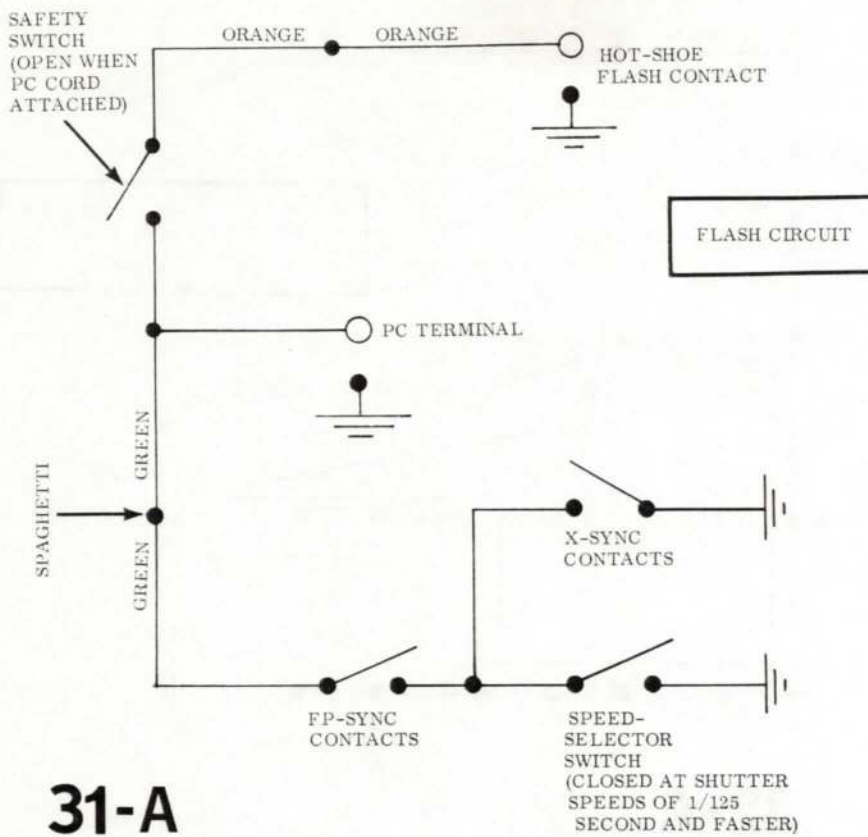 SAFETY
SWITCH
(OPEN WHEN
PC CORD
ATTACHED)
ORANGE
ORANGE
HOT-SHOE
FLASH CONTACT
FLASH CIRCUIT
PC TERMINAL
GREEN
SPAGHETTI
GREEN
X-SYNC
CONTACTS
FP-SYNC
CONTACTS
SPEED-
SELECTOR
SWITCH
(CLOSED AT SHUTTER
SPEEDS OF 1/125
SECOND AND FASTER)
31-A